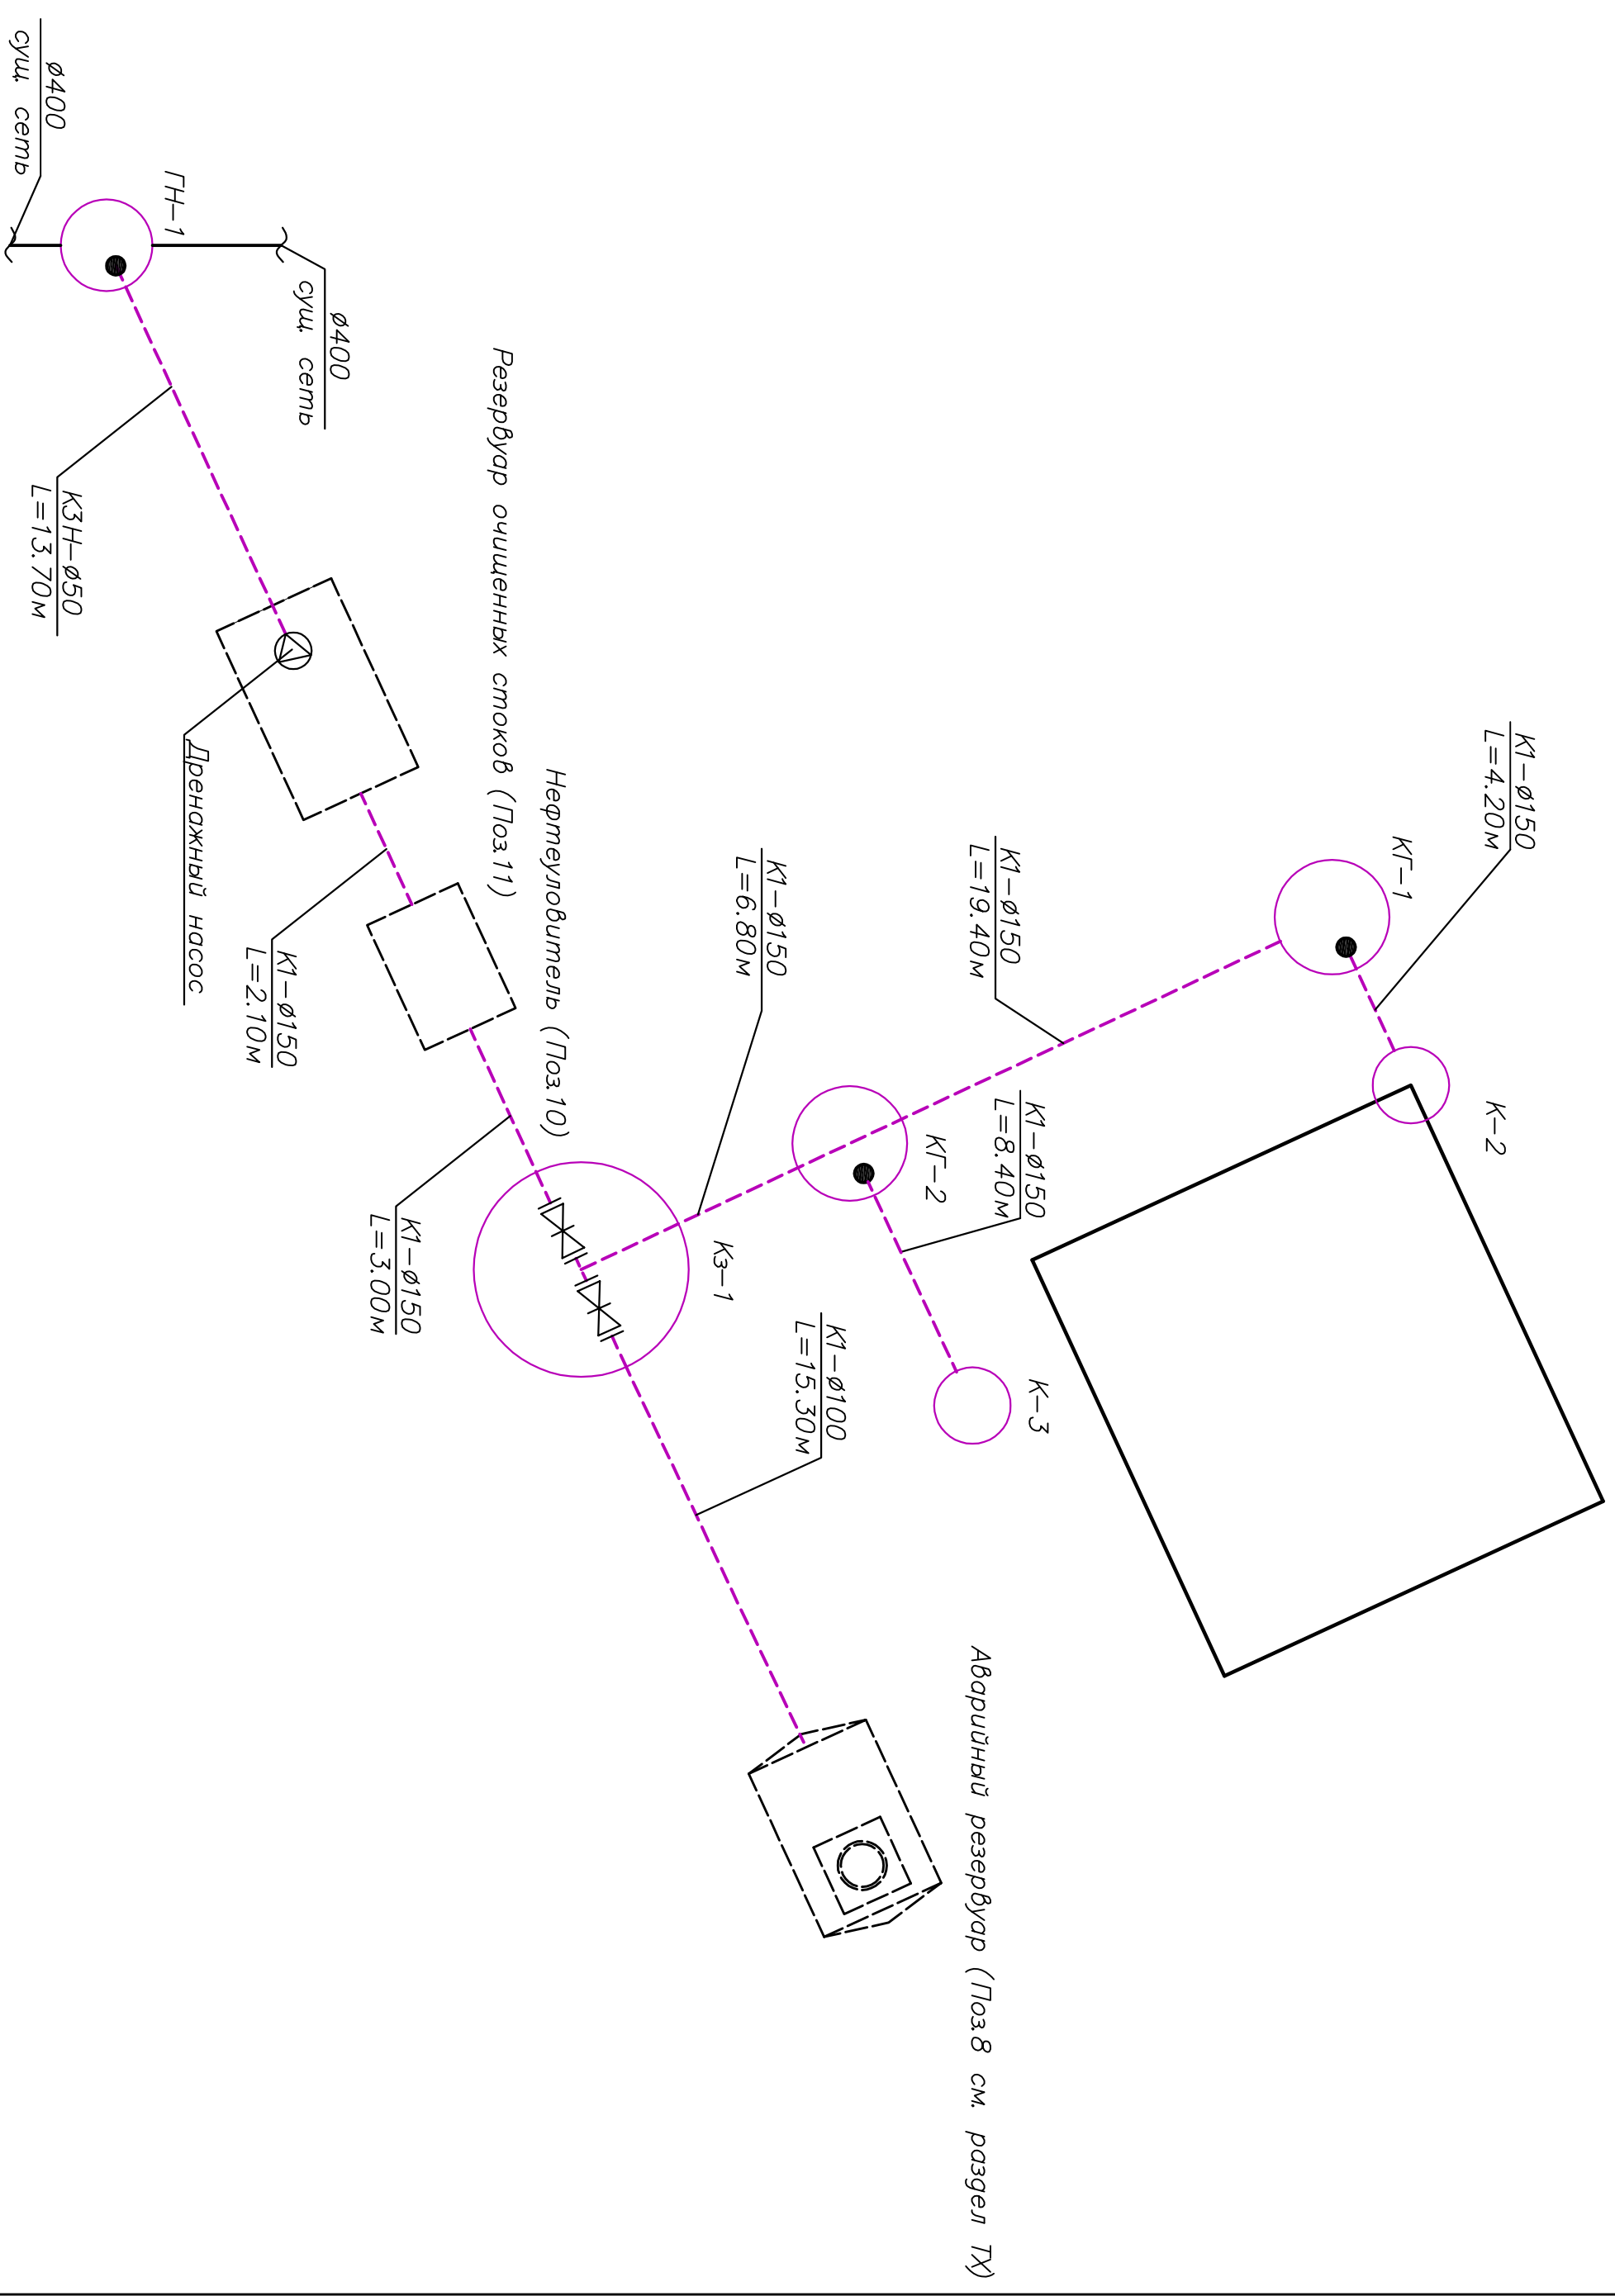 К1-ø150
L=4.20м
К-2
КГ-1
К1-ø150
L=8.40м
К-3
К1-ø150
L=19.40м
Аварийный резервуар (Поз.8 см. раздел ТХ)
КГ-2
К1-ø100
L=15.30м
К1-ø150
L=6.80м
Кз-1
Нефтеуловитель (Поз.10)
Резервуар очищенных стоков (Поз.11)
К1-ø150
L=3.00м
ø400
сущ. сеть
К1-ø150
L=2.10м
Дренажный насос
ГН-1
К3Н-ø50
L=13.70м
ø400
сущ. сеть